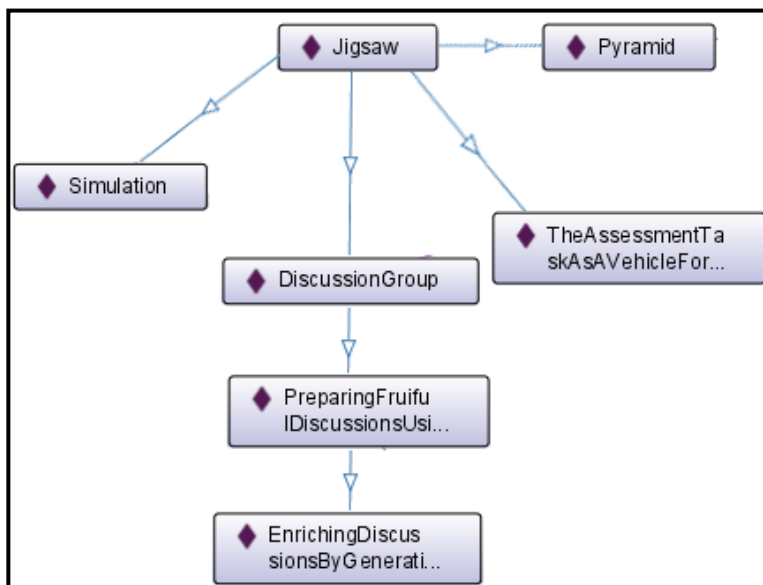 Jigsaw
Pyramid
Simulation
TheAssessmentTa
skAsAVehicleFor...
DiscussionGroup
PreparingFruifu
lDiscussionsUsi...
EnrichingDiscus
sionsByGenerati...